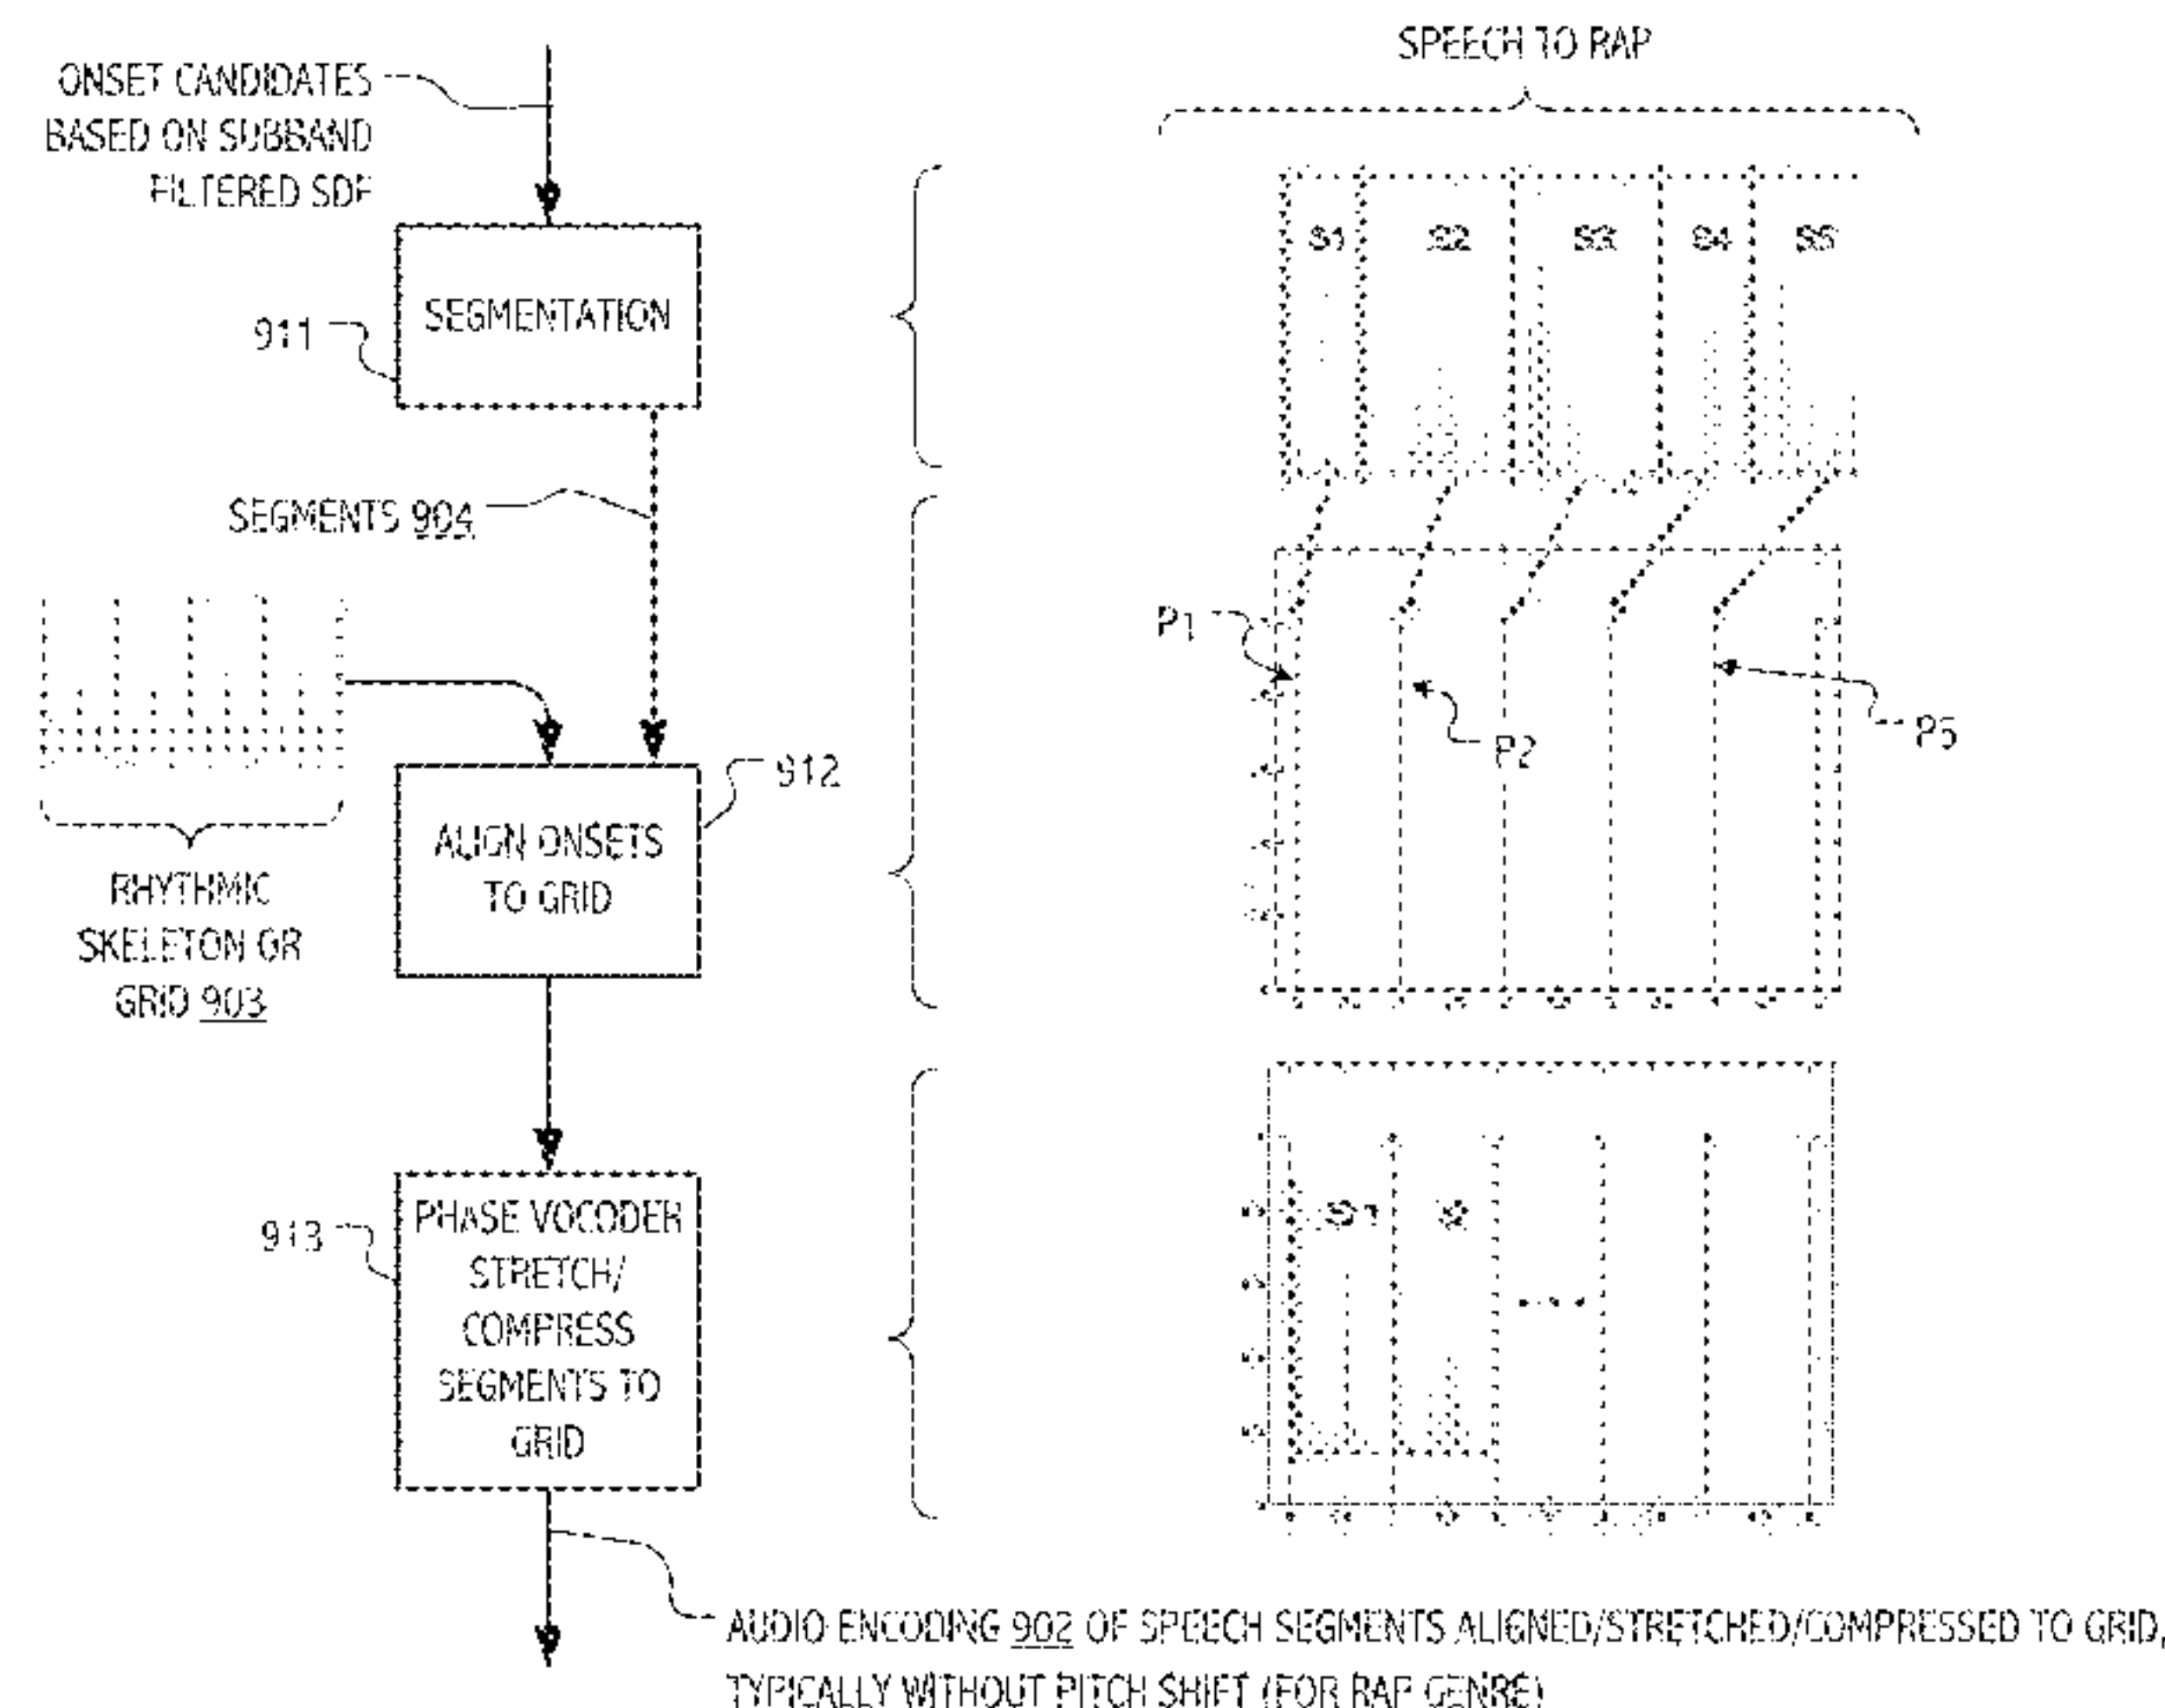 SPEECH TO RAP
ONSET CANDIDATES
BASED ON SUBBAND
FILTERED SDF
S1 S2 S3 S4 S5
911
SEGMENTATION
SEGMENTS 904
P1
P2
P5
912
ALIGN ONSETS
TO GRID
RHYTHMIC
SKELETON OR
GRID 903
913
PHASE VOCODER
STRETCH/
COMPRESS
SEGMENTS TO
GRID
S1
AUDIO ENCODING 902 OF SPEECH SEGMENTS ALIGNED/STRETCHED/COMPRESSED TO GRID,
TYPICALLY WITHOUT PITCH SHIFT (FOR RAP GENRE)